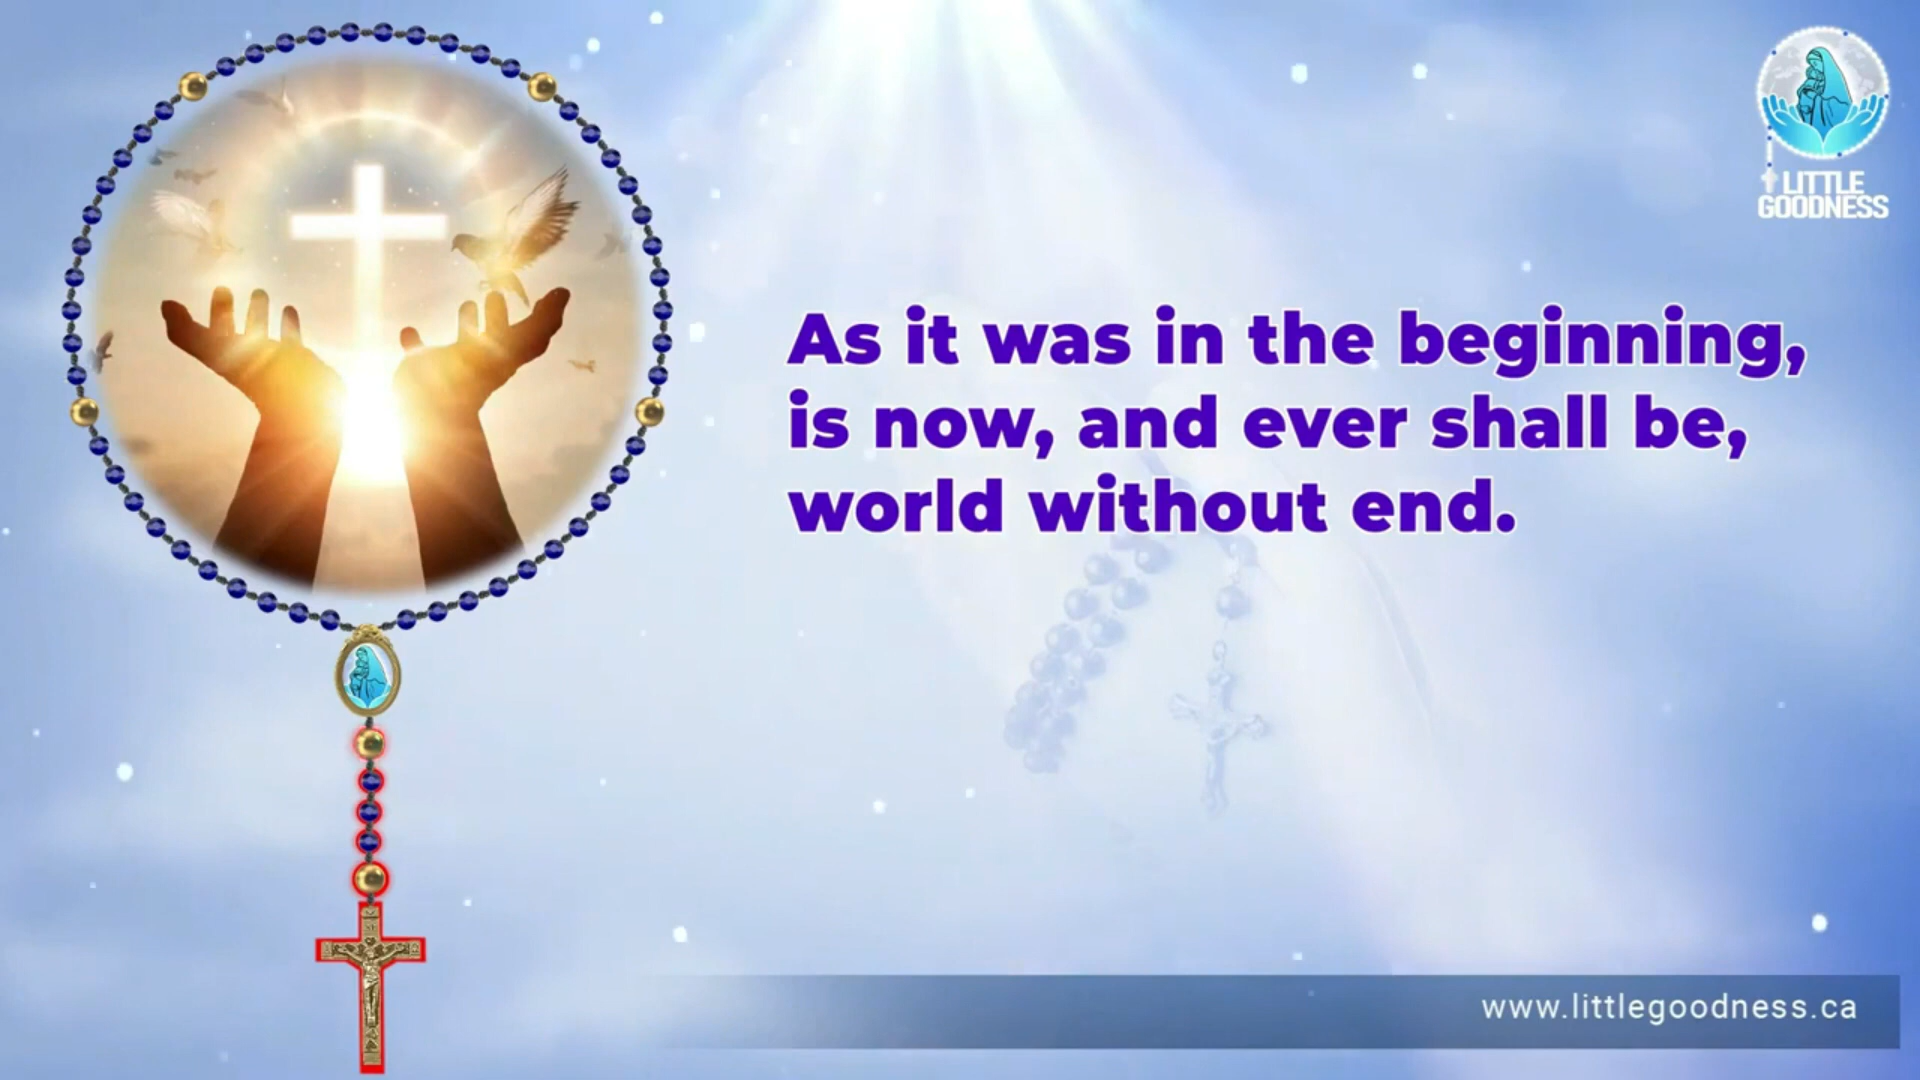 LITTLE
GOODNESS
As it was in the beginning,
is now, and ever shall be,
world without end.
www.littlegoodness.ca